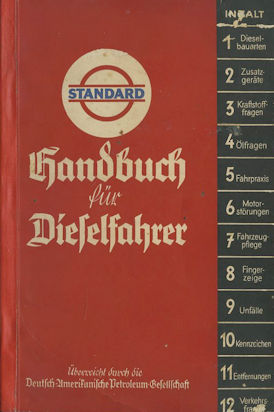 STANDARD
Handbuch
für
Dieselfahrer
Überreicht durch die
Deutsch-Amerikanische Petroleum-Gesellschaft
INHALT
1 Diesel-
bauarten
2 Zusatz-
geräte
3 Kraftstoff-
fragen
4 Ölfragen
5 Fahrpraxis
6 Motor-
störungen
7 Fahrzeug-
pflege
8 Finger-
zeige
9 Unfälle
10 Kennzeichen
11 Entfernungen
12 Verkehrs-